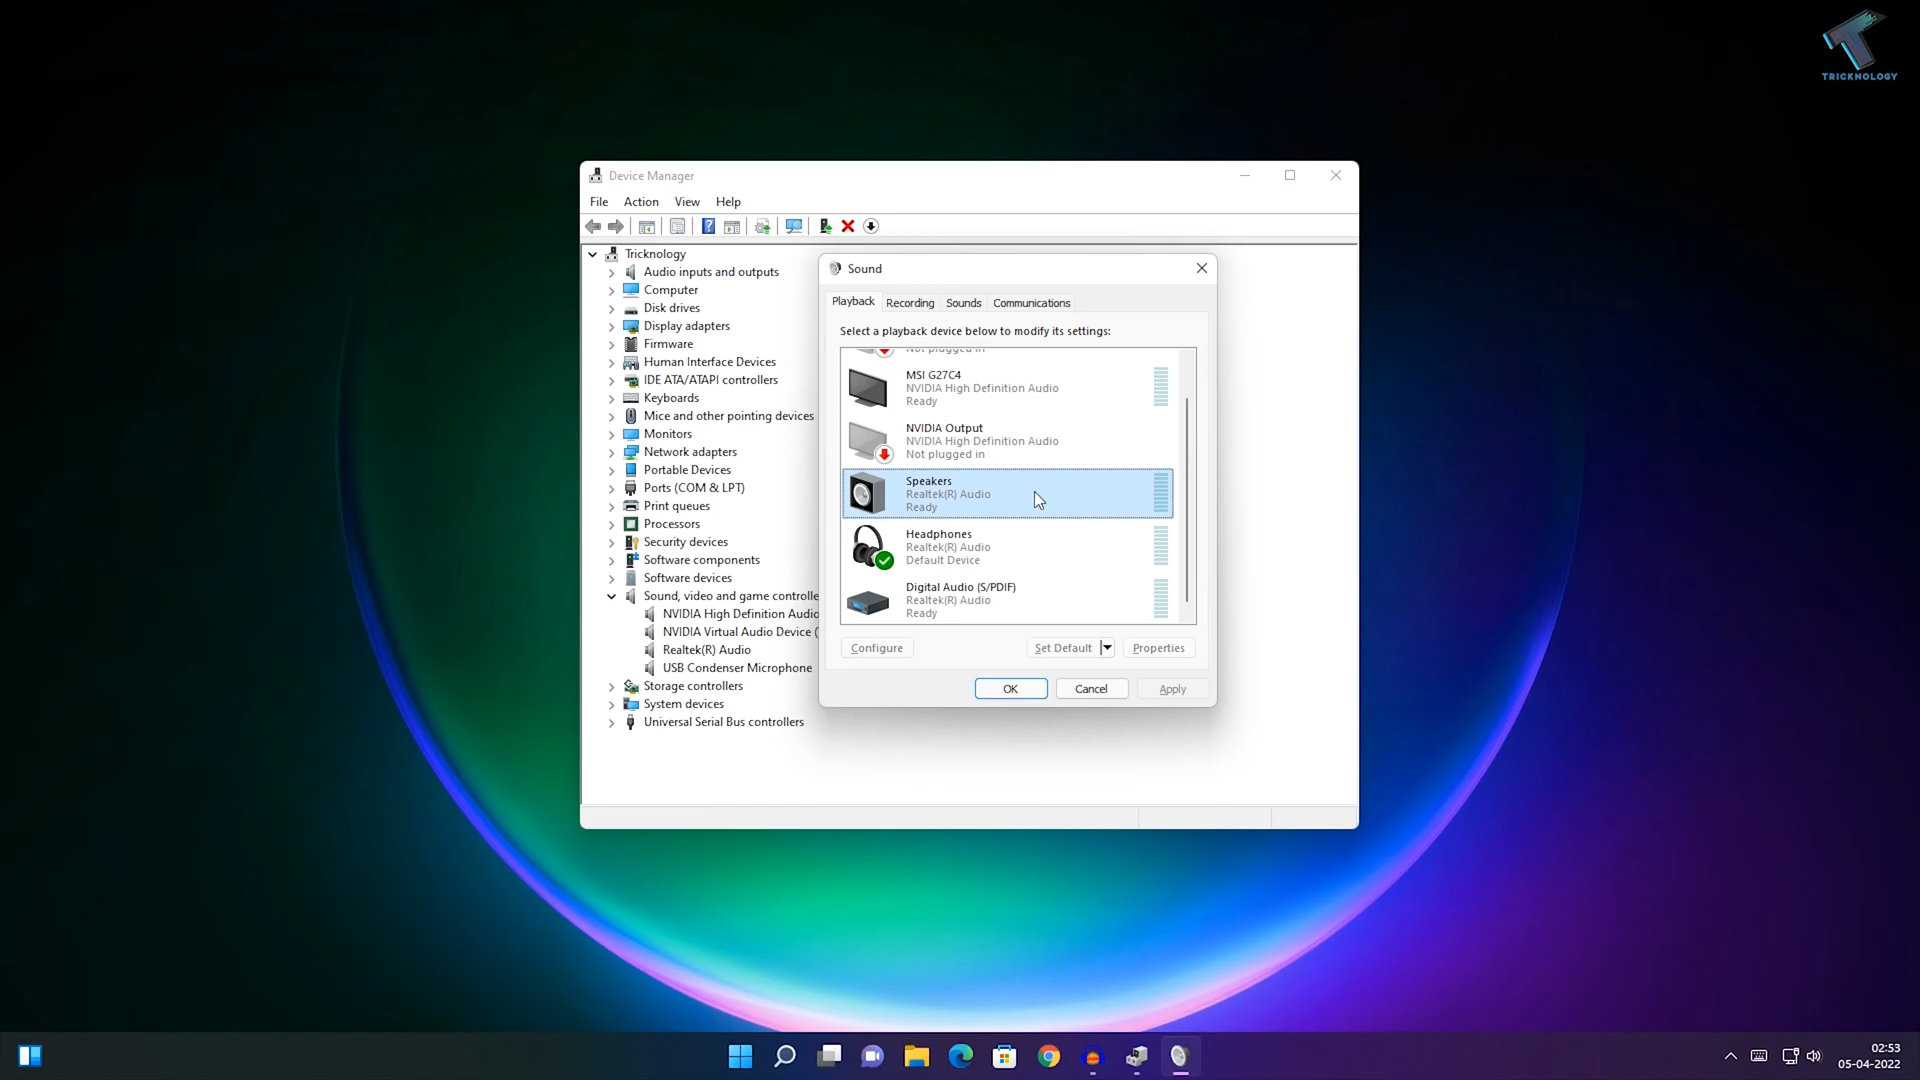 TRICKNOLOGY
Device Manager
File Action View Help
Tricknology
Audio inputs and outputs
Computer
Disk drives
Display adapters
Firmware
Human Interface Devices
IDE ATA/ATAPI controllers
Keyboards
Mice and other pointing devices
Monitors
Network adapters
Portable Devices
Ports (COM & LPT)
Print queues
Processors
Security devices
Software components
Software devices
Sound, video and game controlle
NVIDIA High Definition Audio
NVIDIA Virtual Audio Device (
Realtek(R) Audio
USB Condenser Microphone
Storage controllers
System devices
Universal Serial Bus controllers
Sound
Playback Recording Sounds Communications
Select a playback device below to modify its settings:
Not plugged in
MSI G27C4
NVIDIA High Definition Audio
Ready
NVIDIA Output
NVIDIA High Definition Audio
Not plugged in
Speakers
Realtek(R) Audio
Ready
Headphones
Realtek(R) Audio
Default Device
Digital Audio (S/PDIF)
Realtek(R) Audio
Ready
Configure Set Default Properties
OK Cancel Apply
02:53
05-04-2022